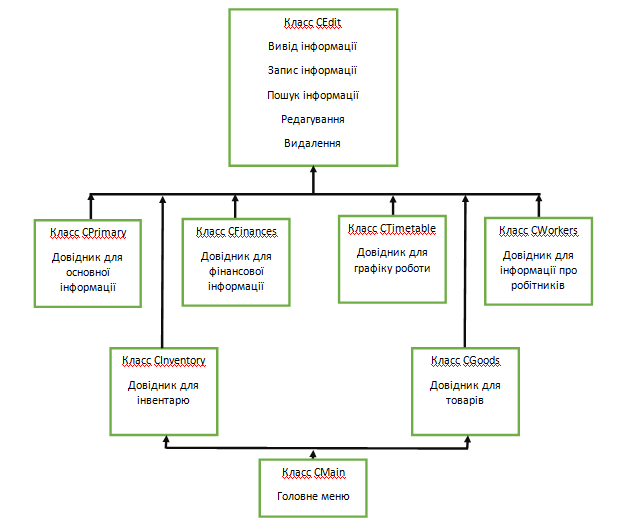 Класс CEdit
Вивід інформації
Запис інформації
Пошук інформації
Редагування
Видалення
Класс CPrimary
Довідник для
основної
інформації
Класс CFinances
Довідник для
фінансової
інформації
Класс CTimetable
Довідник для
графіку роботи
Класс CWorkers
Довідник для
інформації про
робітників
Класс CInventory
Довідник для
інвентарю
Класс CGoods
Довідник для
товарів
Класс CMain
Головне меню